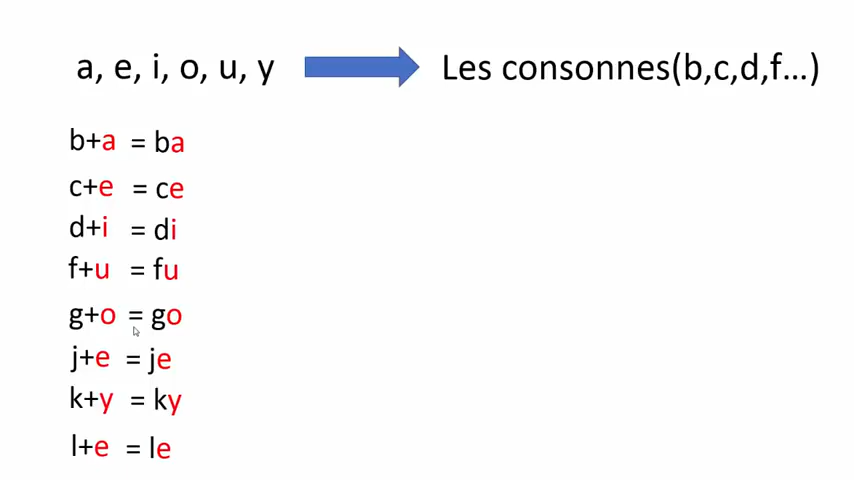 a, e, i, o, u, y Les consonnes(b,c,d,f...)
b+a = ba
c+e = ce
d+i = di
f+u = fu
g+o = go
j+e = je
k+y = ky
l+e = le